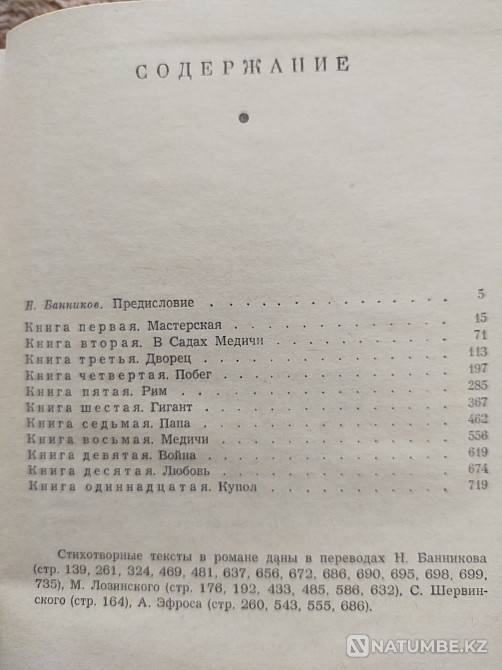 СОДЕРЖАНИЕ
Н. Банников. Предисловие . . . . . . . . . . . . 5
Книга первая. Мастерская . . . . . . . . . . . . 15
Книга вторая. В Садах Медичи . . . . . . . . . . 71
Книга третья. Дворец . . . . . . . . . . . . 113
Книга четвертая. Побег . . . . . . . . . . . . 197
Книга пятая. Рим . . . . . . . . . . . . 285
Книга шестая. Гигант . . . . . . . . . . . . 367
Книга седьмая. Папа . . . . . . . . . . . . 462
Книга восьмая. Медичи . . . . . . . . . . . . 556
Книга девятая. Война . . . . . . . . . . . . 619
Книга десятая. Любовь . . . . . . . . . . . . 674
Книга одиннадцатая. Купол . . . . . . . . . . 719
Стихотворные тексты в романе даны в переводах Н. Банникова
(стр. 139, 261, 324, 469, 481, 637, 656, 672, 686, 690, 695, 698, 699,
735), М. Лозинского (стр. 176, 192, 433, 485, 586, 632), С. Шервин-
ского (стр. 164), А. Эфроса (стр. 260, 543, 555, 686).
NATUMBE.KZ